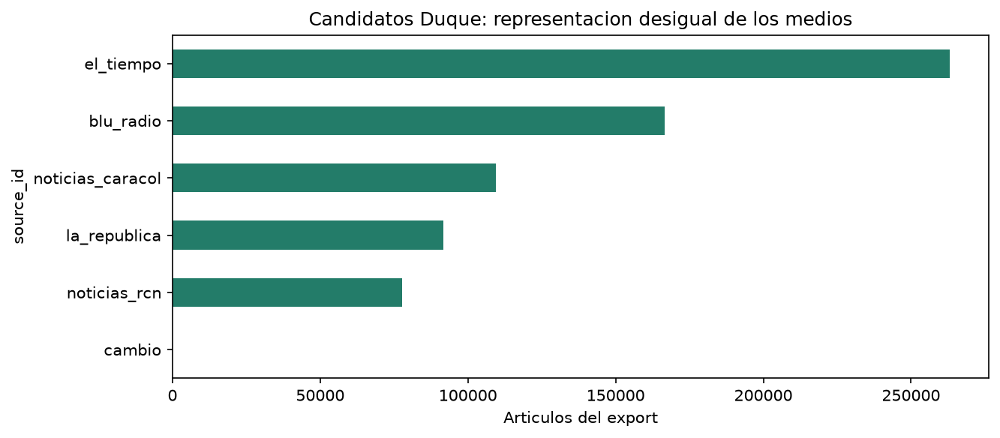 Candidatos Duque: representacion desigual de los medios
source_id
el_tiempo
blu_radio
noticias_caracol
la_republica
noticias_rcn
cambio
0 50000 100000 150000 200000 250000
Articulos del export